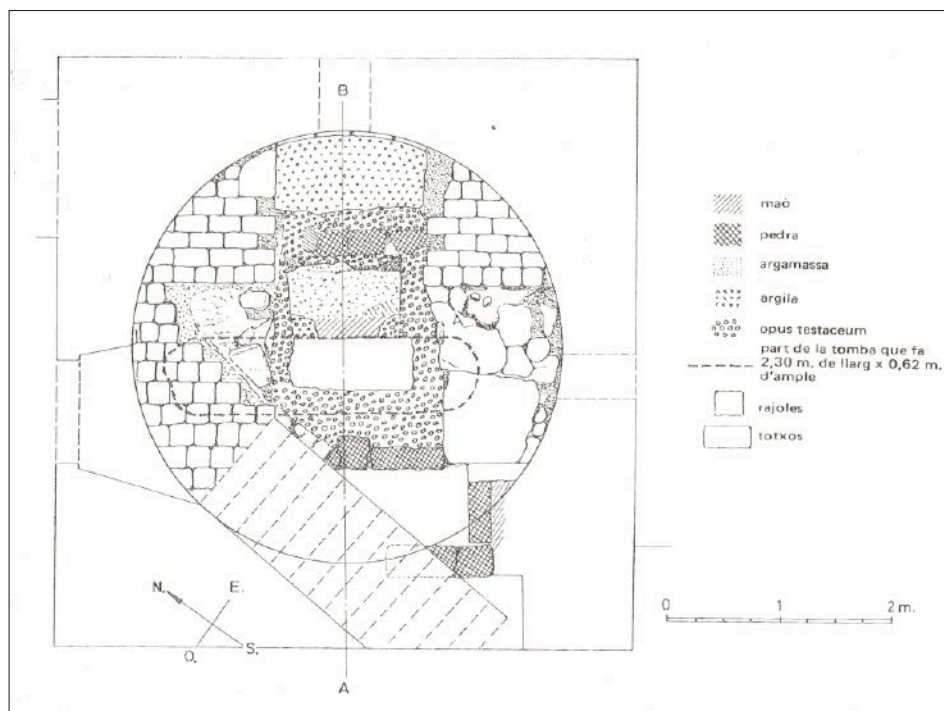 B
maò
pedra
argamassa
argila
opus testaceum
part de la tomba que fa
2,30 m. de llarg x 0,62 m.
d'ample
rajoles
totxos
N.
E.
O.
S.
A
0 1 2 m.